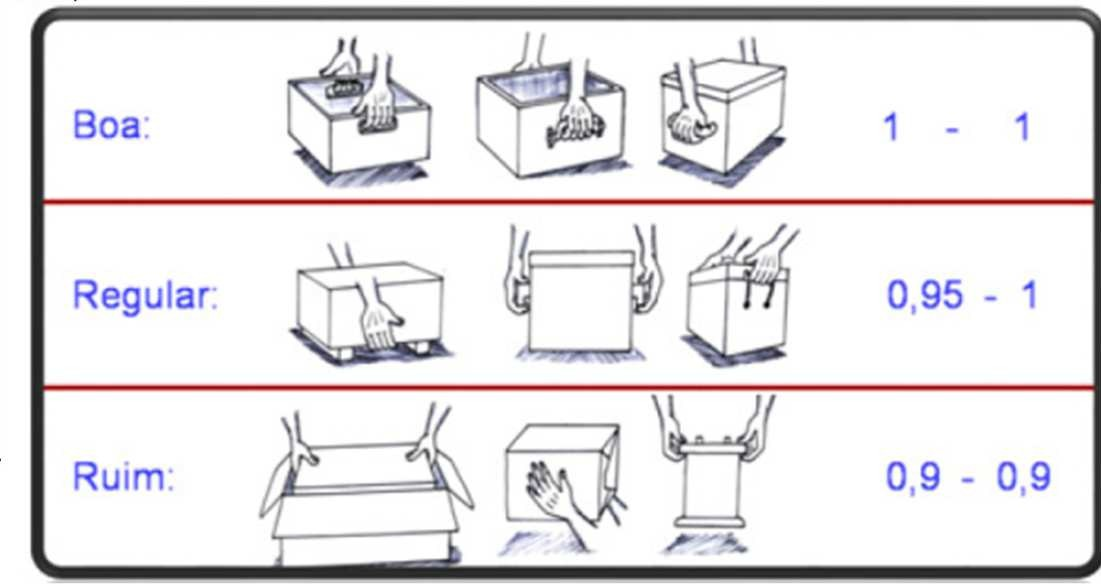 Boa: 1 - 1
Regular: 0,95 - 1
Ruim: 0,9 - 0,9